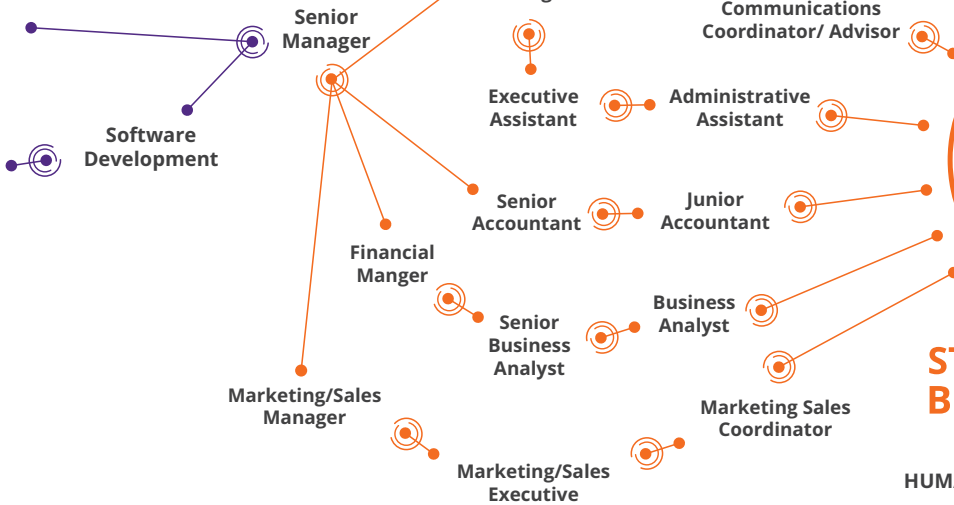 Senior
Manager
Communications
Coordinator/ Advisor
Executive
Assistant
Administrative
Assistant
Software
Development
Senior
Accountant
Junior
Accountant
Financial
Manger
Senior
Business
Analyst
Business
Analyst
Marketing/Sales
Manager
Marketing Sales
Coordinator
Marketing/Sales
Executive